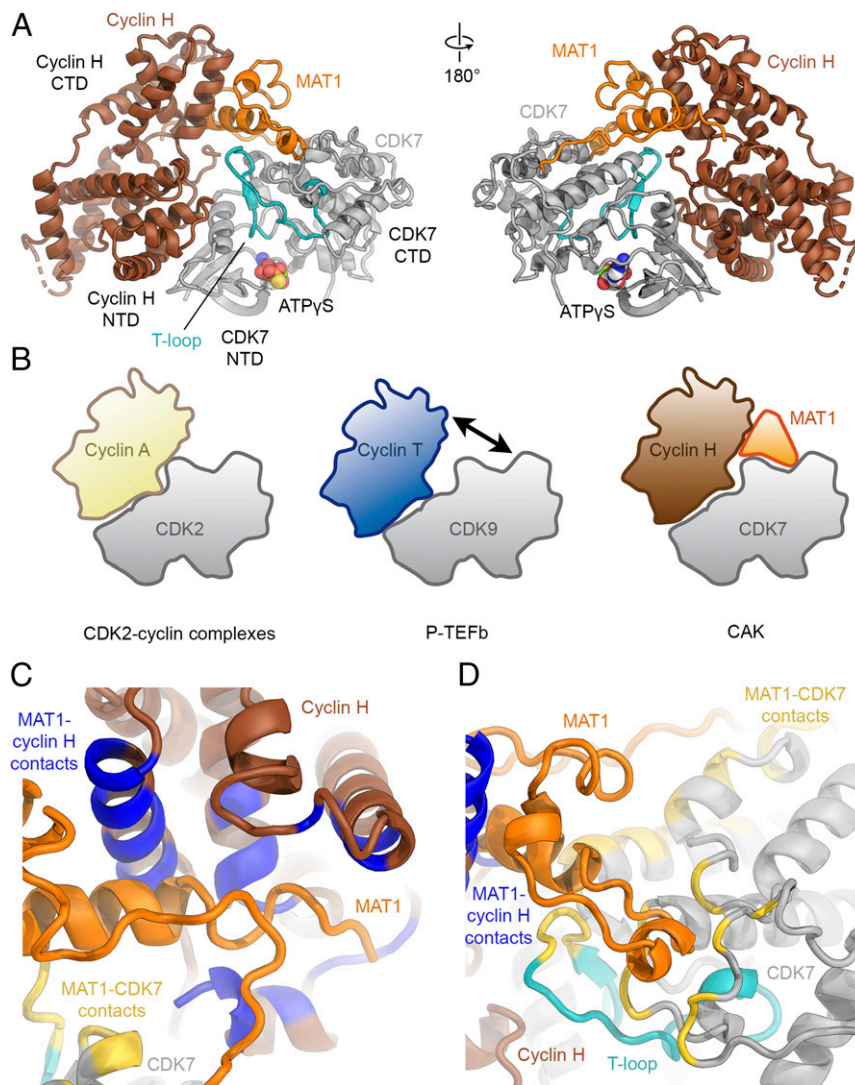 A
Cyclin H
Cyclin H
CTD
MAT1
CDK7
CDK7
CTD
ATPγS
Cyclin H
NTD
T-loop
CDK7
NTD
180°
MAT1
Cyclin H
CDK7
ATPγS
B
Cyclin A
CDK2
CDK2-cyclin complexes
Cyclin T
CDK9
P-TEFb
Cyclin H
MAT1
CDK7
CAK
C
MAT1-
cyclin H
contacts
Cyclin H
MAT1
MAT1-CDK7
contacts
CDK7
D
MAT1
MAT1-CDK7
contacts
MAT1-
cyclin H
contacts
CDK7
Cyclin H
T-loop